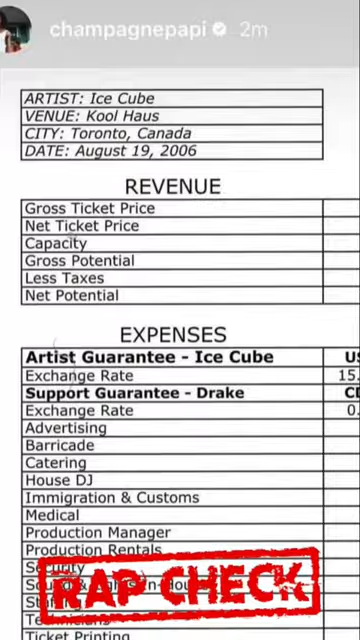 champagnepapi 2m
ARTIST: Ice Cube
VENUE: Kool Haus
CITY: Toronto, Canada
DATE: August 19, 2006
REVENUE
Gross Ticket Price
Net Ticket Price
Capacity
Gross Potential
Less Taxes
Net Potential
EXPENSES
Artist Guarantee - Ice Cube
Exchange Rate 15.
Support Guarantee - Drake
Exchange Rate 0.
Advertising
Barricade
Catering
House DJ
Immigration & Customs
Medical
Production Manager
Production Rentals
RAP CHECK
Ticket Printing